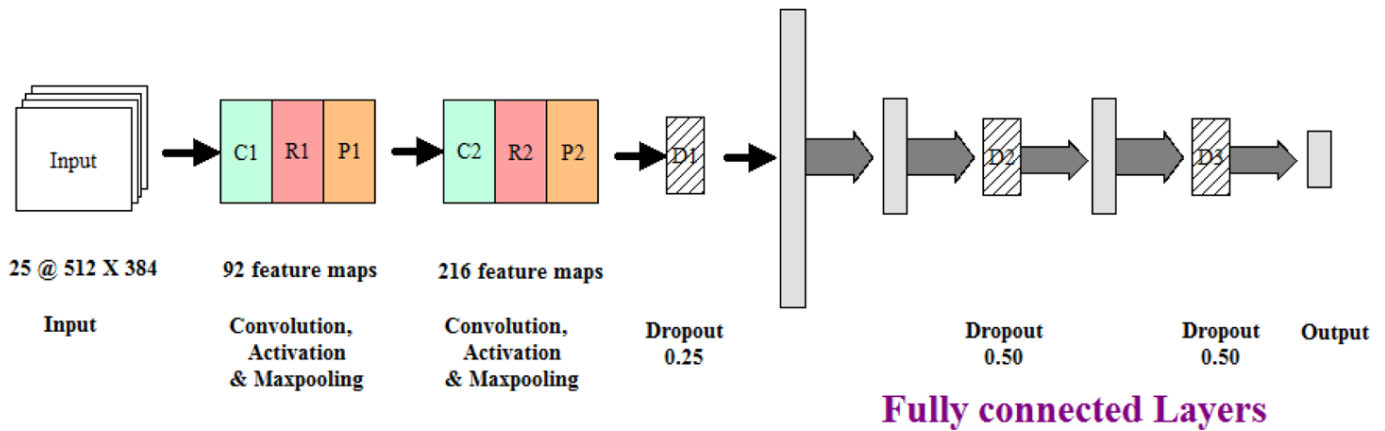 Input
C1
R1
P1
C2
R2
P2
D1
D2
D3
25 @ 512 X 384
92 feature maps
216 feature maps
Input
Convolution,
Activation
& Maxpooling
Convolution,
Activation
& Maxpooling
Dropout
0.25
Dropout
0.50
Dropout
0.50
Output
Fully connected Layers